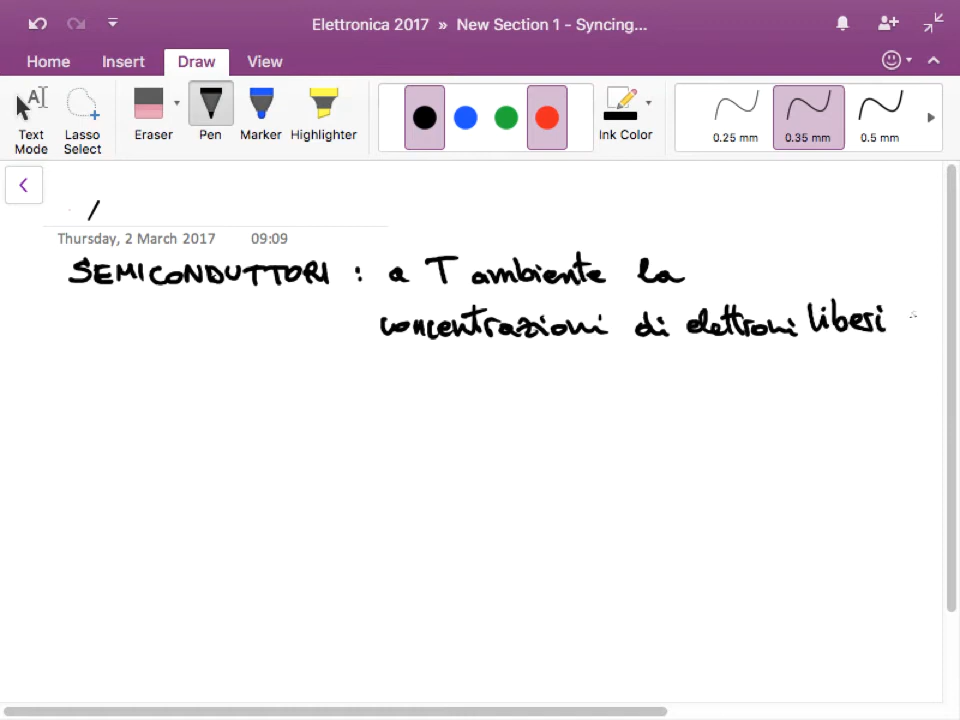 Elettronica 2017 » New Section 1 - Syncing...
Home Insert Draw View
Text Mode
Lasso Select
Eraser
Pen
Marker
Highlighter
Ink Color
0.25 mm
0.35 mm
0.5 mm
Thursday, 2 March 2017 09:09
SEMICONDUTTORI : a T ambiente la
concentrazioni di elettroni liberi